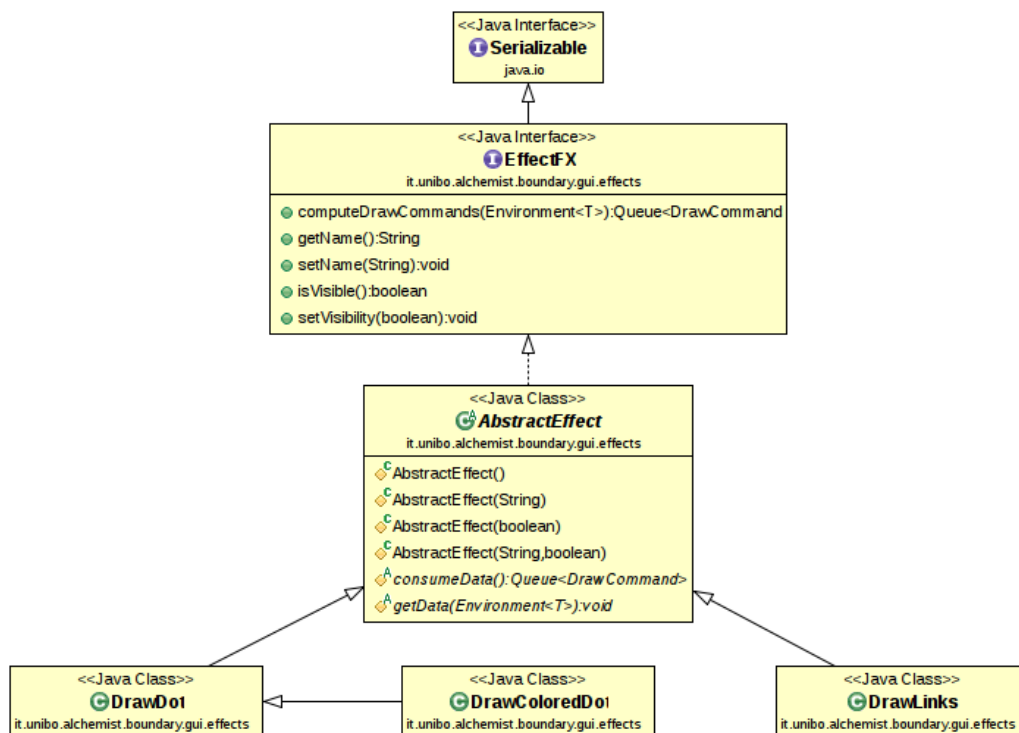 <<Java Interface>>
Serializable
java.io
<<Java Interface>>
EffectFX
it.unibo.alchemist.boundary.gui.effects
computeDrawCommands(Environment<T>):Queue<DrawCommand
getName():String
setName(String):void
isVisible():boolean
setVisibility(boolean):void
<<Java Class>>
AbstractEffect
it.unibo.alchemist.boundary.gui.effects
AbstractEffect()
AbstractEffect(String)
AbstractEffect(boolean)
AbstractEffect(String,boolean)
consumeData():Queue<DrawCommand>
getData(Environment<T>):void
<<Java Class>>
DrawDot
it.unibo.alchemist.boundary.gui.effects
<<Java Class>>
DrawColoredDot
it.unibo.alchemist.boundary.gui.effects
<<Java Class>>
DrawLinks
it.unibo.alchemist.boundary.gui.effects